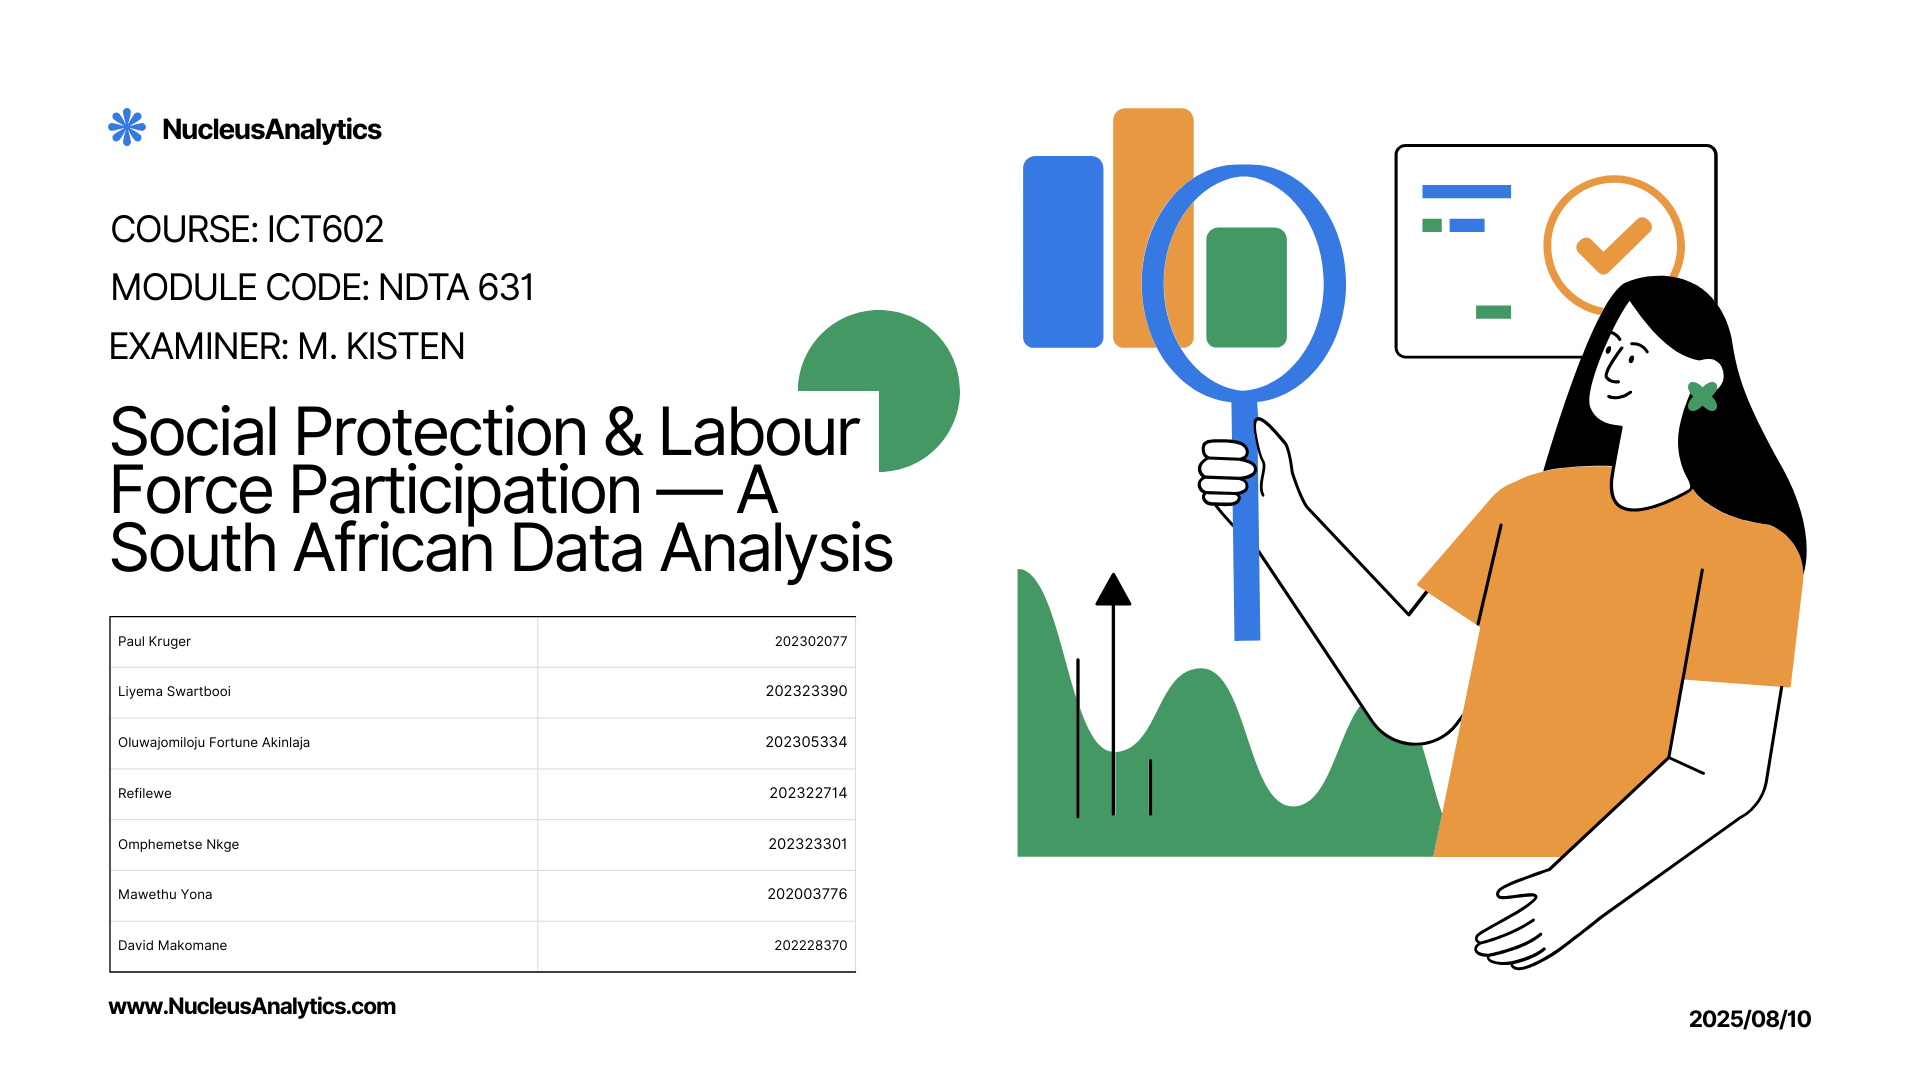 NucleusAnalytics
COURSE: ICT602
MODULE CODE: NDTA 631
EXAMINER: M. KISTEN
Social Protection & Labour
Force Participation — A
South African Data Analysis
Paul Kruger 202302077
Liyema Swartbooi 202323390
Oluwajomiloju Fortune Akinlaja 202305334
Refilewe 202322714
Omphemetse Nkge 202323301
Mawethu Yona 202003776
David Makomane 202228370
www.NucleusAnalytics.com
2025/08/10